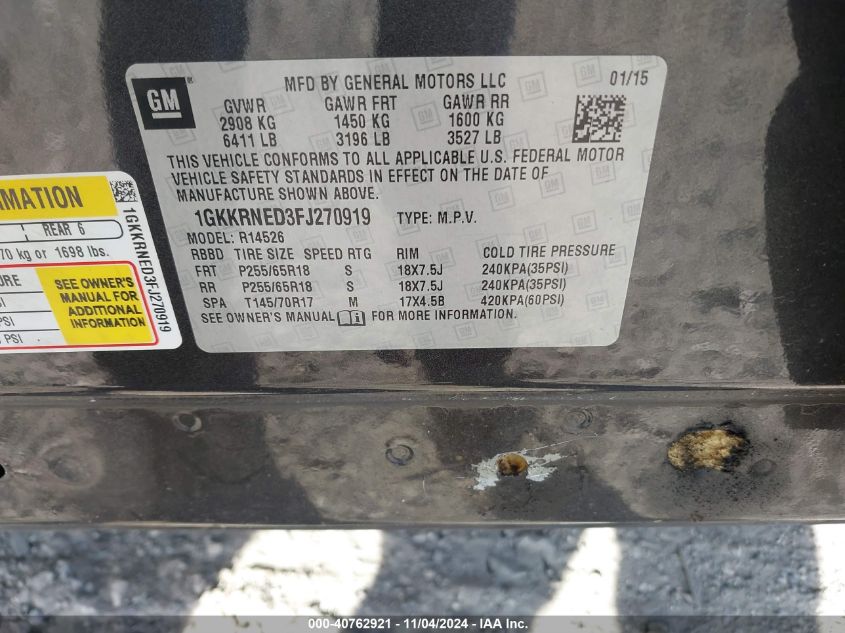 GM
MFD BY GENERAL MOTORS LLC 01/15
GVWR GAWR FRT GAWR RR
2908 KG 1450 KG 1600 KG
6411 LB 3196 LB 3527 LB
THIS VEHICLE CONFORMS TO ALL APPLICABLE U.S. FEDERAL MOTOR
VEHICLE SAFETY STANDARDS IN EFFECT ON THE DATE OF
MANUFACTURE SHOWN ABOVE.
1GKKRNED3FJ270919 TYPE: M.P.V.
MODEL: R14526
RBBD TIRE SIZE SPEED RTG RIM COLD TIRE PRESSURE
FRT P255/65R18 S 18X7.5J 240KPA(35PSI)
RR P255/65R18 S 18X7.5J 240KPA(35PSI)
SPA T145/70R17 M 17X4.5B 420KPA(60PSI)
SEE OWNER'S MANUAL FOR MORE INFORMATION.
REAR 6
kg or 1698 lbs.
SEE OWNER'S
MANUAL FOR
ADDITIONAL
INFORMATION
PSI
1GKKRNED3FJ270919
000-40762921 - 11/04/2024 - IAA Inc.